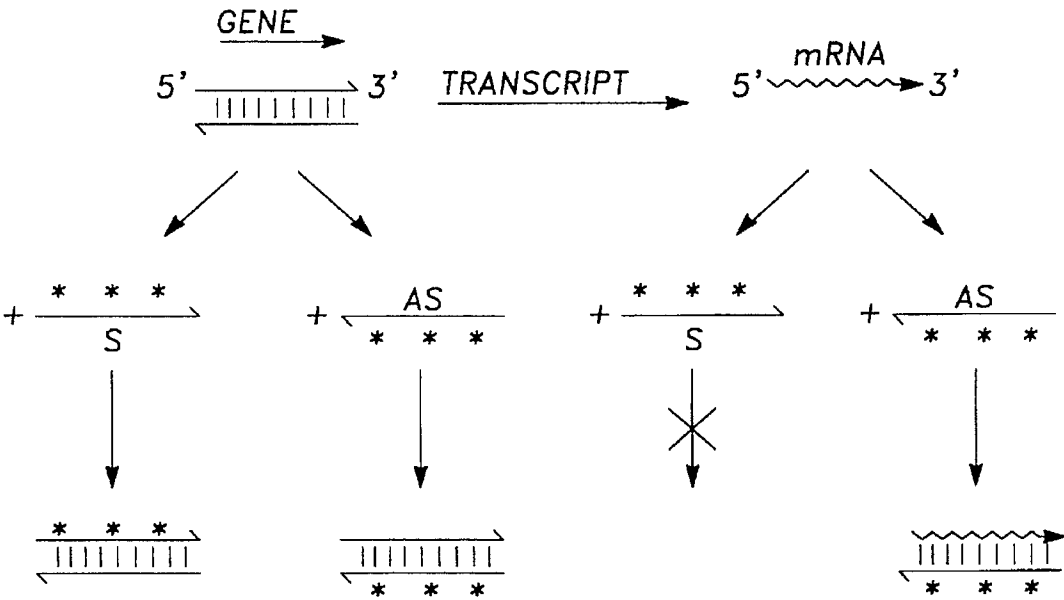 GENE
mRNA
5' 3' TRANSCRIPT 5' 3'
* * * AS * * * AS
+ + + +
S * * * S * * *
* * *
* * * * * *